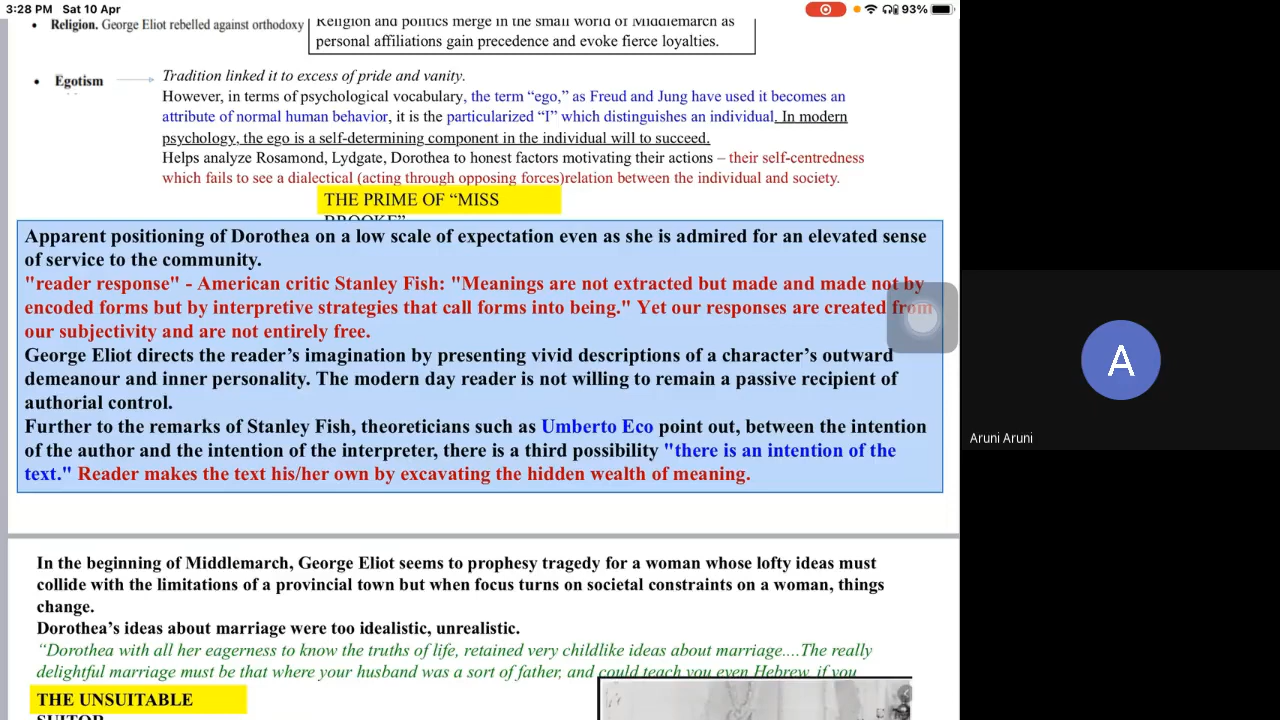 3:28 PM Sat 10 Apr
93%
• Religion. George Eliot rebelled against orthodoxy
Religion and politics merge in the small world of Middlemarch as
personal affiliations gain precedence and evoke fierce loyalties.
• Egotism
Tradition linked it to excess of pride and vanity.
However, in terms of psychological vocabulary, the term “ego,” as Freud and Jung have used it becomes an
attribute of normal human behavior, it is the particularized “I” which distinguishes an individual. In modern
psychology, the ego is a self-determining component in the individual will to succeed.
Helps analyze Rosamond, Lydgate, Dorothea to honest factors motivating their actions – their self-centredness
which fails to see a dialectical (acting through opposing forces)relation between the individual and society.
THE PRIME OF “MISS
BROOKE”
Apparent positioning of Dorothea on a low scale of expectation even as she is admired for an elevated sense
of service to the community.
"reader response" - American critic Stanley Fish: "Meanings are not extracted but made and made not by
encoded forms but by interpretive strategies that call forms into being." Yet our responses are created from
our subjectivity and are not entirely free.
George Eliot directs the reader’s imagination by presenting vivid descriptions of a character’s outward
demeanour and inner personality. The modern day reader is not willing to remain a passive recipient of
authorial control.
Further to the remarks of Stanley Fish, theoreticians such as Umberto Eco point out, between the intention
of the author and the intention of the interpreter, there is a third possibility "there is an intention of the
text." Reader makes the text his/her own by excavating the hidden wealth of meaning.
A
Aruni Aruni
In the beginning of Middlemarch, George Eliot seems to prophesy tragedy for a woman whose lofty ideas must
collide with the limitations of a provincial town but when focus turns on societal constraints on a woman, things
change.
Dorothea’s ideas about marriage were too idealistic, unrealistic.
“Dorothea with all her eagerness to know the truths of life, retained very childlike ideas about marriage....The really
delightful marriage must be that where your husband was a sort of father, and could teach you even Hebrew, if you
THE UNSUITABLE
SUITOR